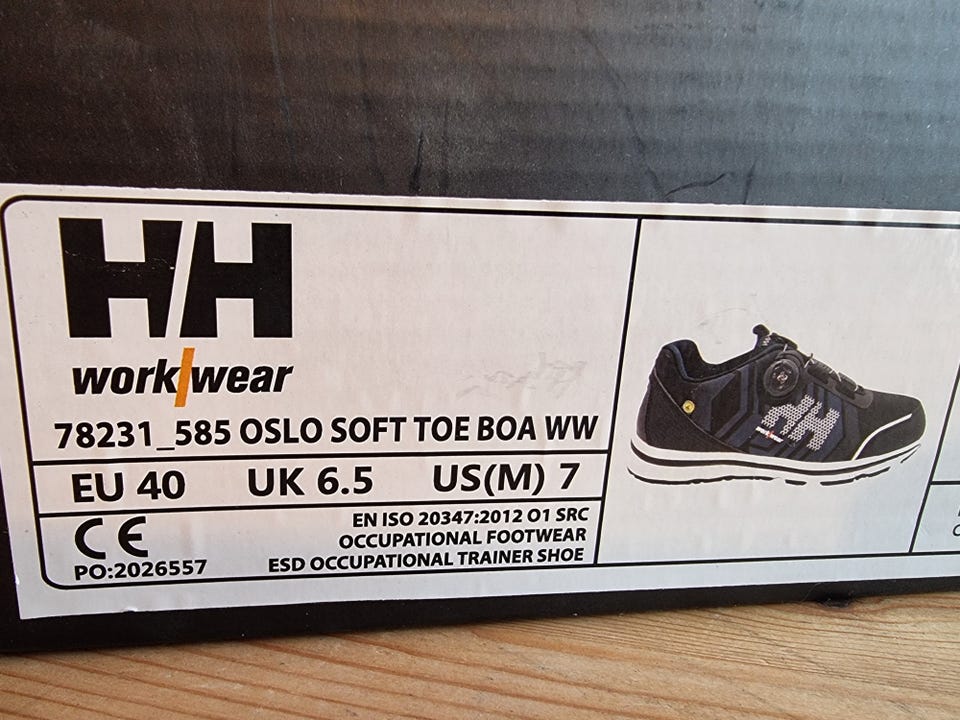 HH
work wear
78231_585 OSLO SOFT TOE BOA WW
EU 40 UK 6.5 US(M) 7
CE
EN ISO 20347:2012 O1 SRC
OCCUPATIONAL FOOTWEAR
PO:2026557
ESD OCCUPATIONAL TRAINER SHOE
HH